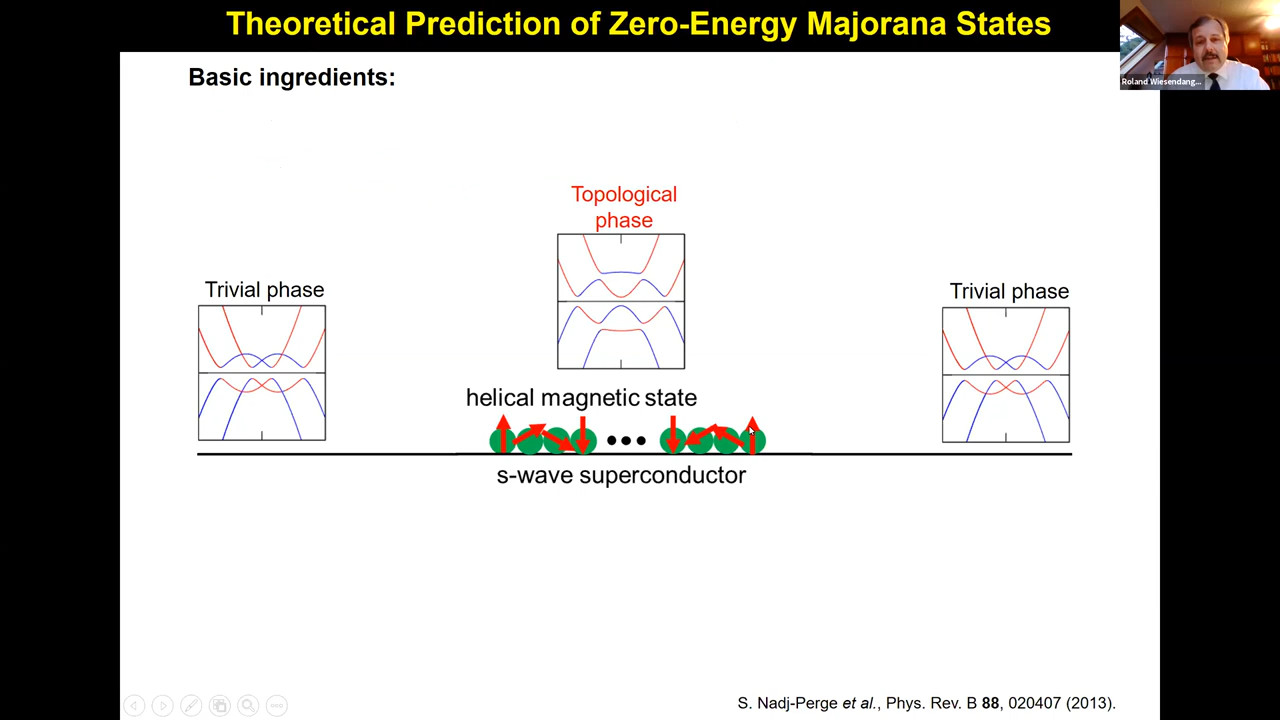 Theoretical Prediction of Zero-Energy Majorana States
Roland Wiesendang...
Basic ingredients:
Topological
phase
Trivial phase
Trivial phase
helical magnetic state
s-wave superconductor
S. Nadj-Perge et al., Phys. Rev. B 88, 020407 (2013).